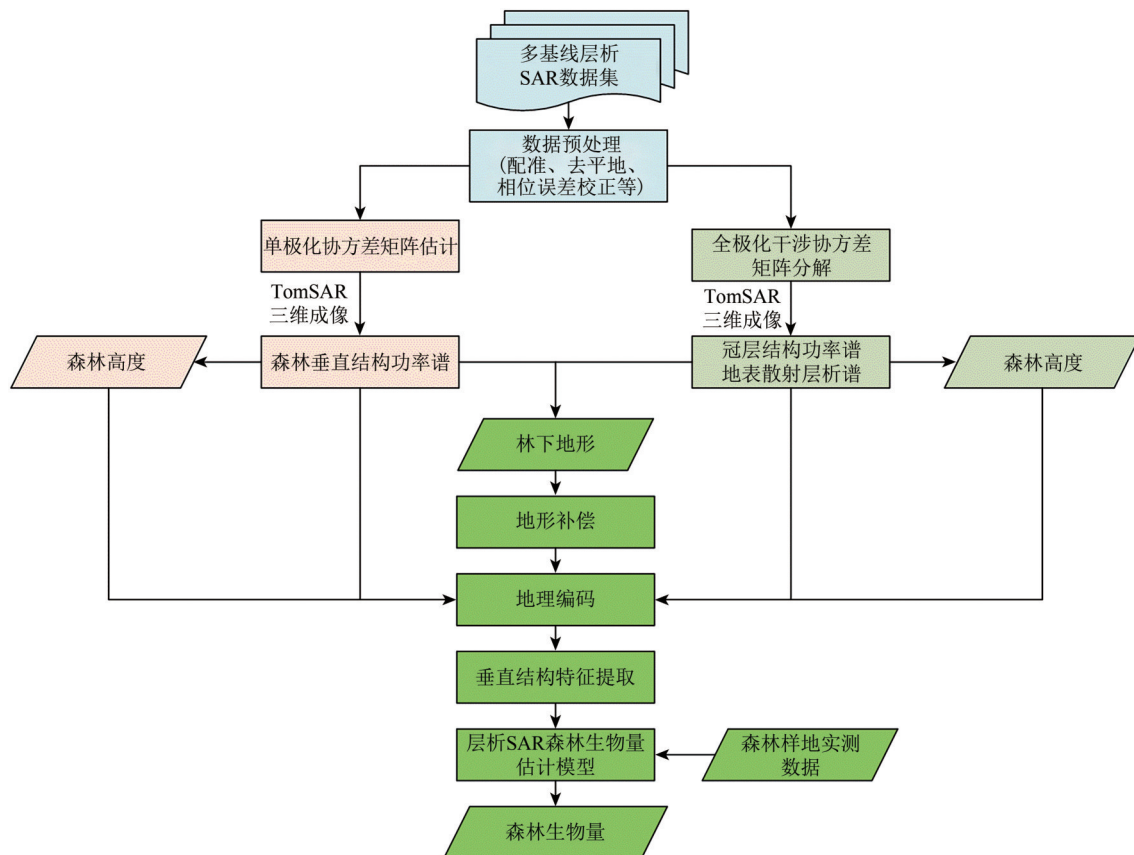 多基线层析
SAR数据集
数据预处理
(配准、去平地、
相位误差校正等)
单极化协方差矩阵估计
全极化干涉协方差
矩阵分解
TomSAR
三维成像
TomSAR
三维成像
森林高度
森林垂直结构功率谱
冠层结构功率谱
地表散射层析谱
森林高度
林下地形
地形补偿
地理编码
垂直结构特征提取
层析SAR森林生物量
估计模型
森林样地实测
数据
森林生物量